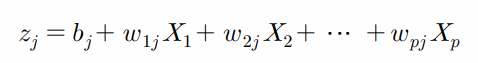 z_j = b_j + w_{1j} X_1 + w_{2j} X_2 + ⋯ + w_{pj} X_p